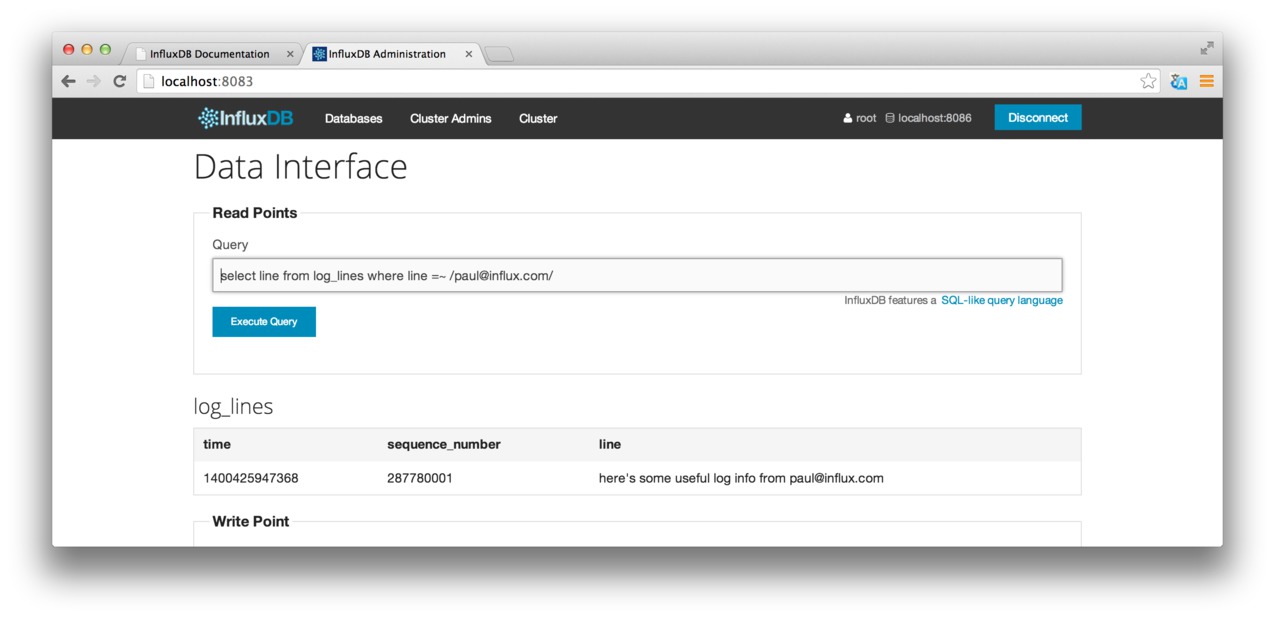 InfluxDB Documentation
InfluxDB Administration
localhost:8083
InfluxDB Databases Cluster Admins Cluster root localhost:8086 Disconnect
Data Interface
Read Points
Query
select line from log_lines where line =~ /paul@influx.com/
InfluxDB features a SQL-like query language
Execute Query
log_lines
time sequence_number line
1400425947368 287780001 here's some useful log info from paul@influx.com
Write Point